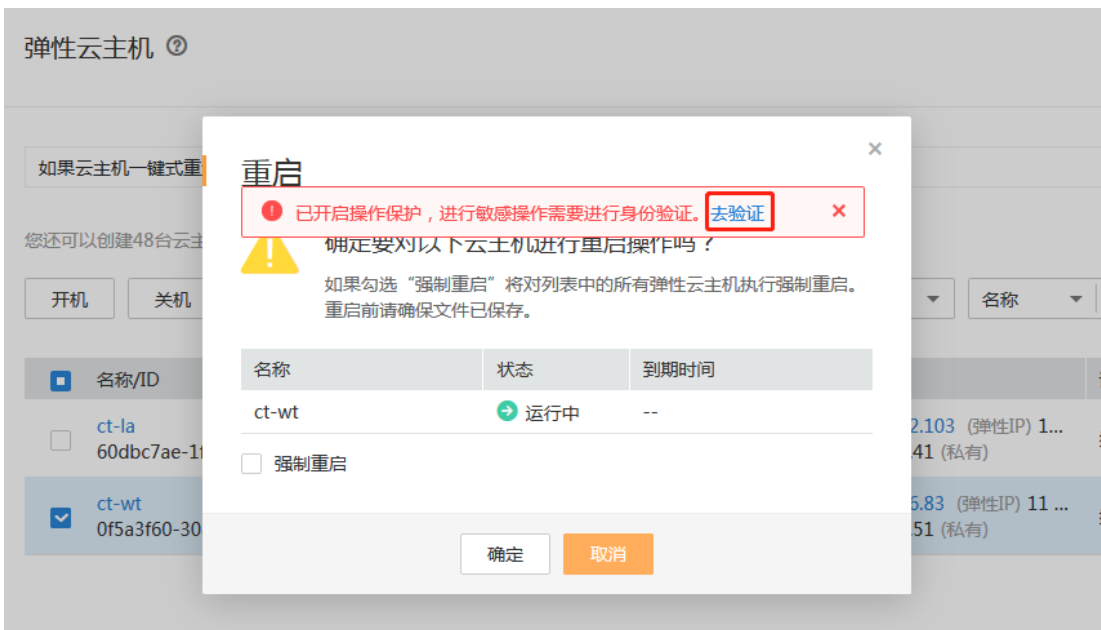 弹性云主机
如果云主机一键式重
您还可以创建48台云主
开机
关机
名称
名称/ID
ct-la
60dbc7ae-1f
ct-wt
0f5a3f60-30
2.103 (弹性IP) 1...
.41 (私有)
6.83 (弹性IP) 11 ...
.51 (私有)
重启
已开启操作保护，进行敏感操作需要进行身份验证。去验证
确定要对以下云主机进行重启操作吗？
如果勾选“强制重启”将对列表中的所有弹性云主机执行强制重启。
重启前请确保文件已保存。
名称 状态 到期时间
ct-wt 运行中 --
强制重启
确定
取消